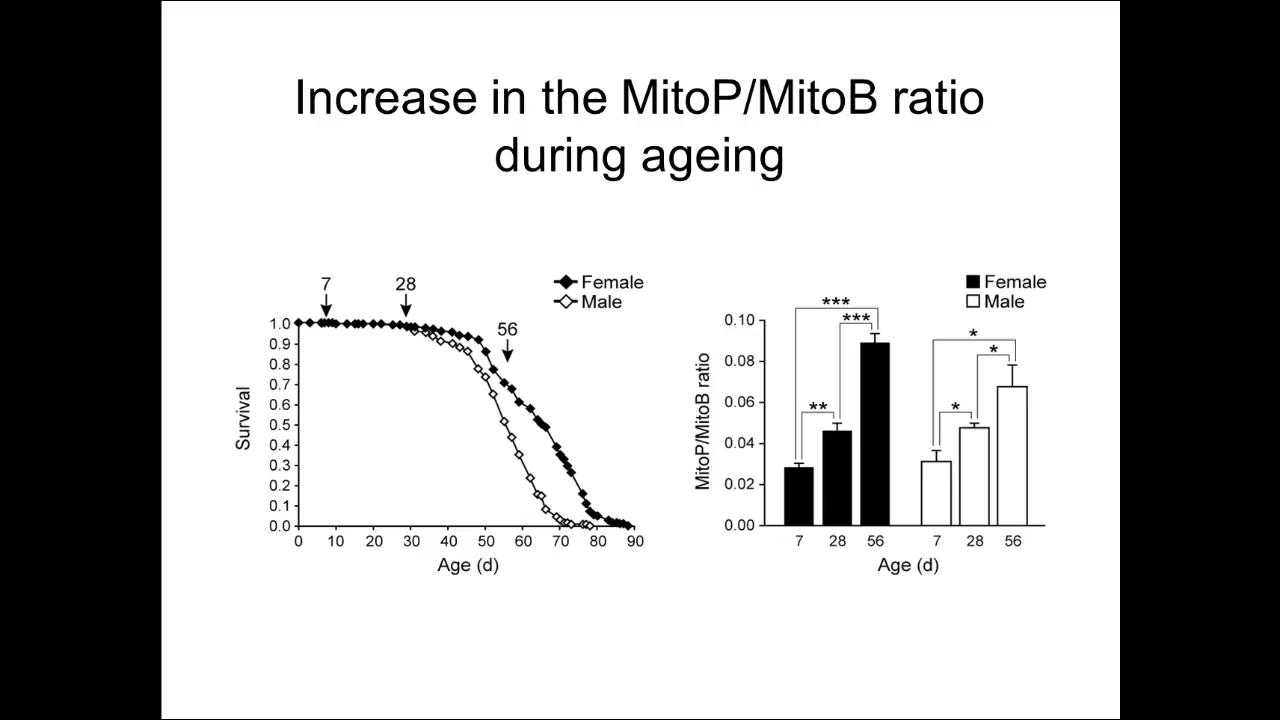 Increase in the MitoP/MitoB ratio
during ageing
7
28
56
Female
Male
1.0
0.9
0.8
0.7
0.6
0.5
0.4
0.3
0.2
0.1
0.0
Survival
0 10 20 30 40 50 60 70 80 90
Age (d)
Female
Male
***
***
**
*
*
*
0.10
0.08
0.06
0.04
0.02
0.00
MitoP/MitoB ratio
7 28 56 7 28 56
Age (d)